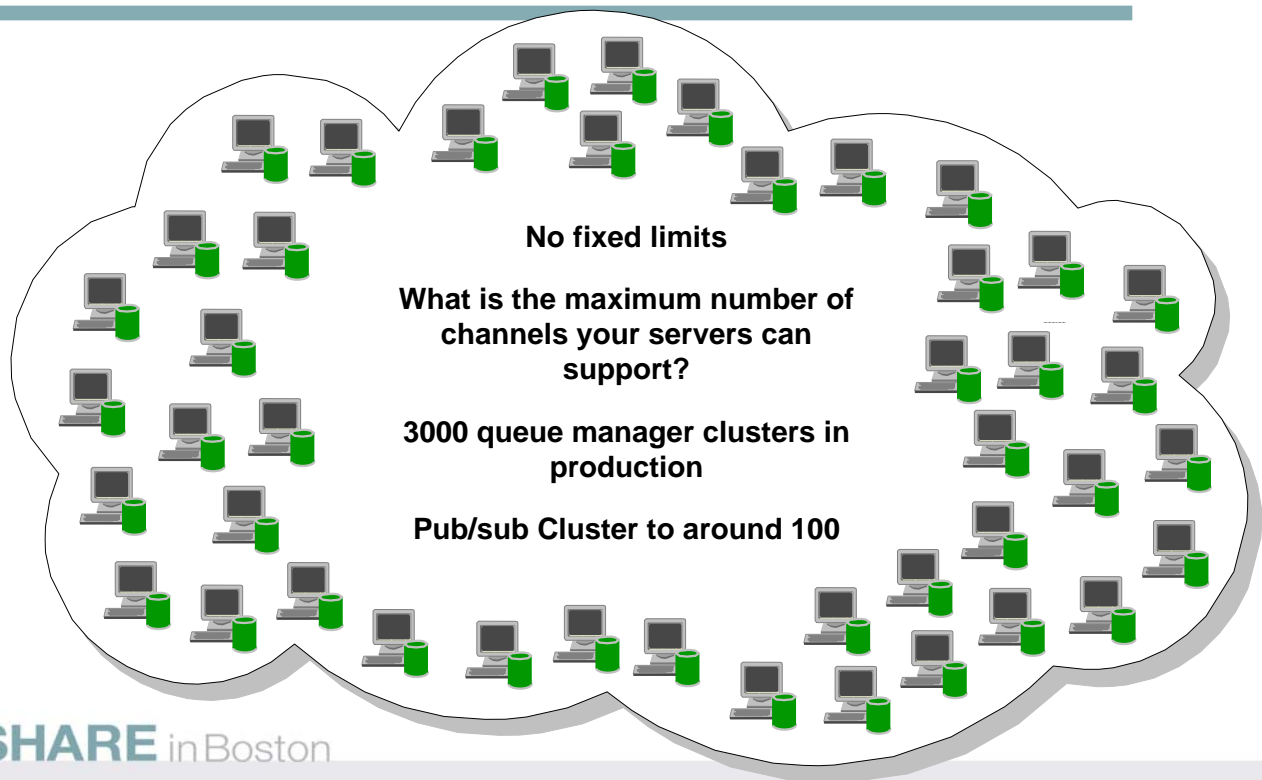 No fixed limits
What is the maximum number of
channels your servers can
support?
3000 queue manager clusters in
production
Pub/sub Cluster to around 100
SHARE in Boston